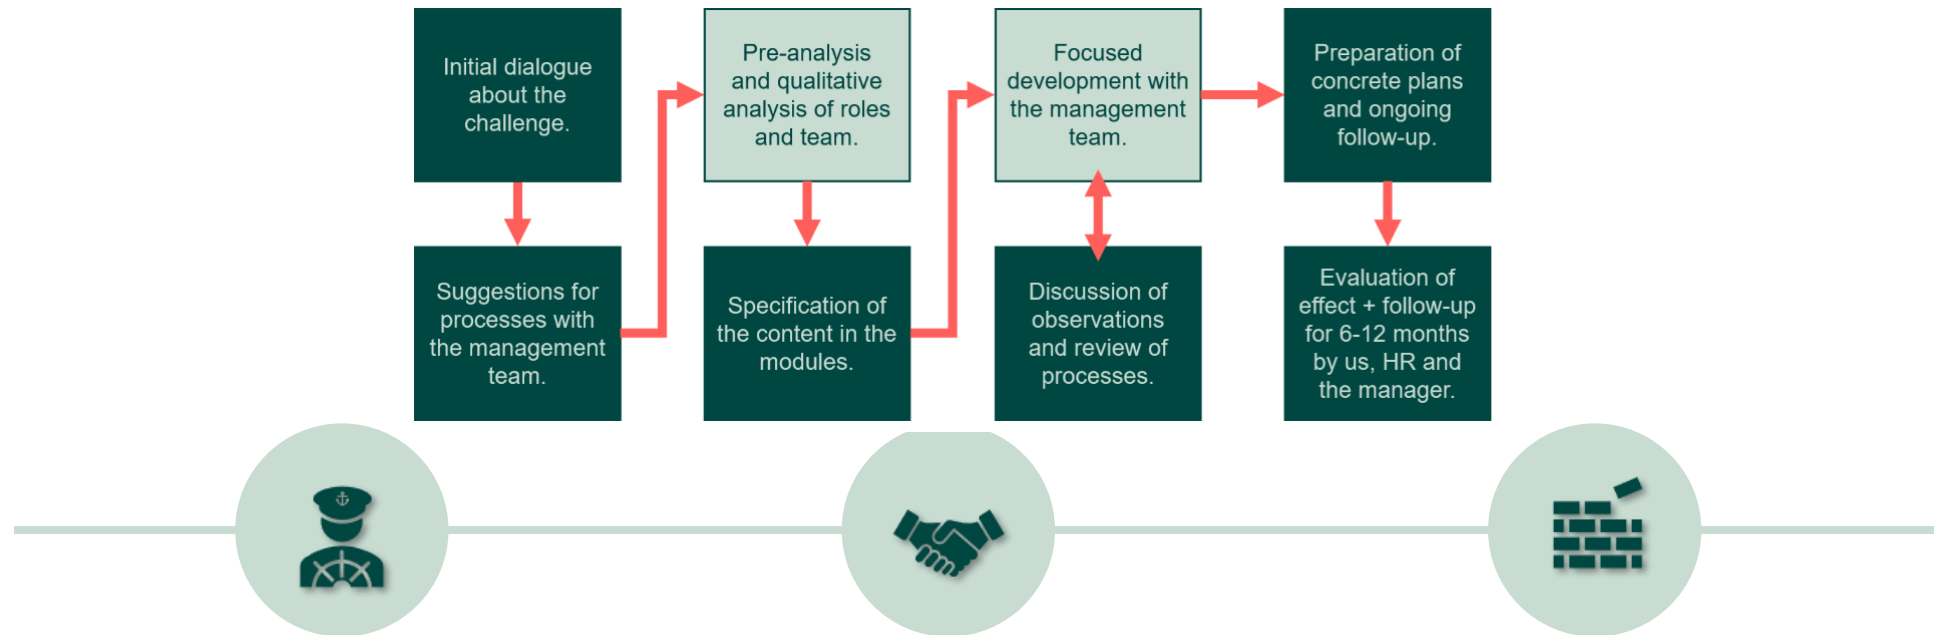 Initial dialogue
about the
challenge.
Suggestions for
processes with
the management
team.
Pre-analysis
and qualitative
analysis of roles
and team.
Specification of
the content in the
modules.
Focused
development with
the management
team.
Discussion of
observations
and review of
processes.
Preparation of
concrete plans
and ongoing
follow-up.
Evaluation of
effect + follow-up
for 6-12 months
by us, HR and
the manager.